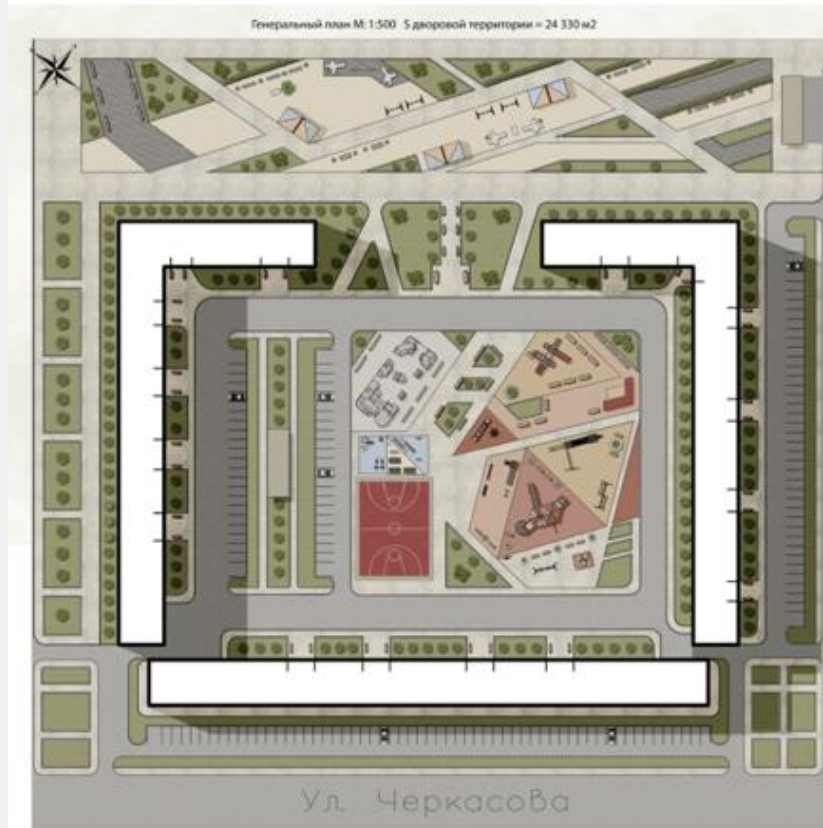 Генеральный план М: 1:500   S дворовой территории = 24 330 м2
Ул. Черкасова